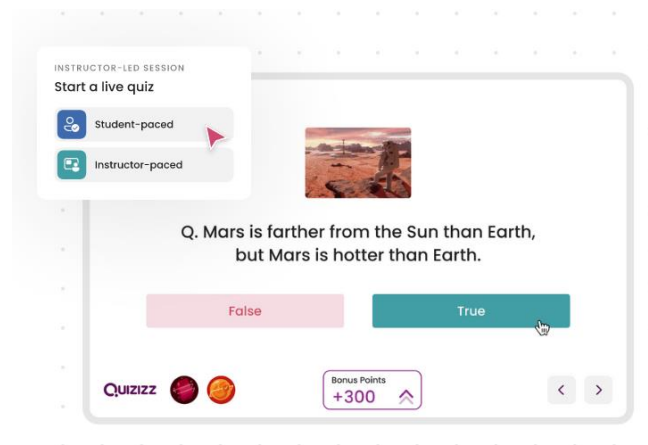 INSTRUCTOR-LED SESSION
Start a live quiz
Student-paced
Instructor-paced
Q. Mars is farther from the Sun than Earth,
but Mars is hotter than Earth.
False
True
Quizizz
Bonus Points
+300